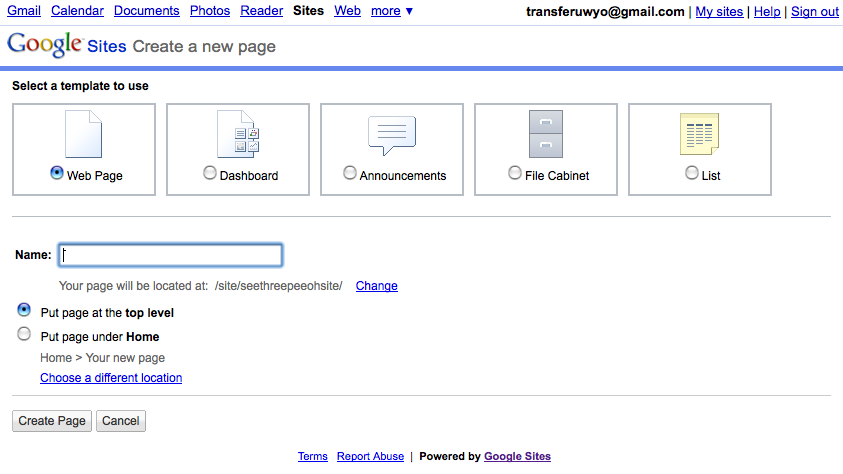 Gmail Calendar Documents Photos Reader Sites Web more ▼ transferuwyo@gmail.com | My sites | Help | Sign out
Google Sites Create a new page
Select a template to use
Web Page Dashboard Announcements File Cabinet List
Name:
Your page will be located at: /site/seethreepeeohsite/ Change
Put page at the top level
Put page under Home
Home > Your new page
Choose a different location
Create Page Cancel
Terms Report Abuse | Powered by Google Sites